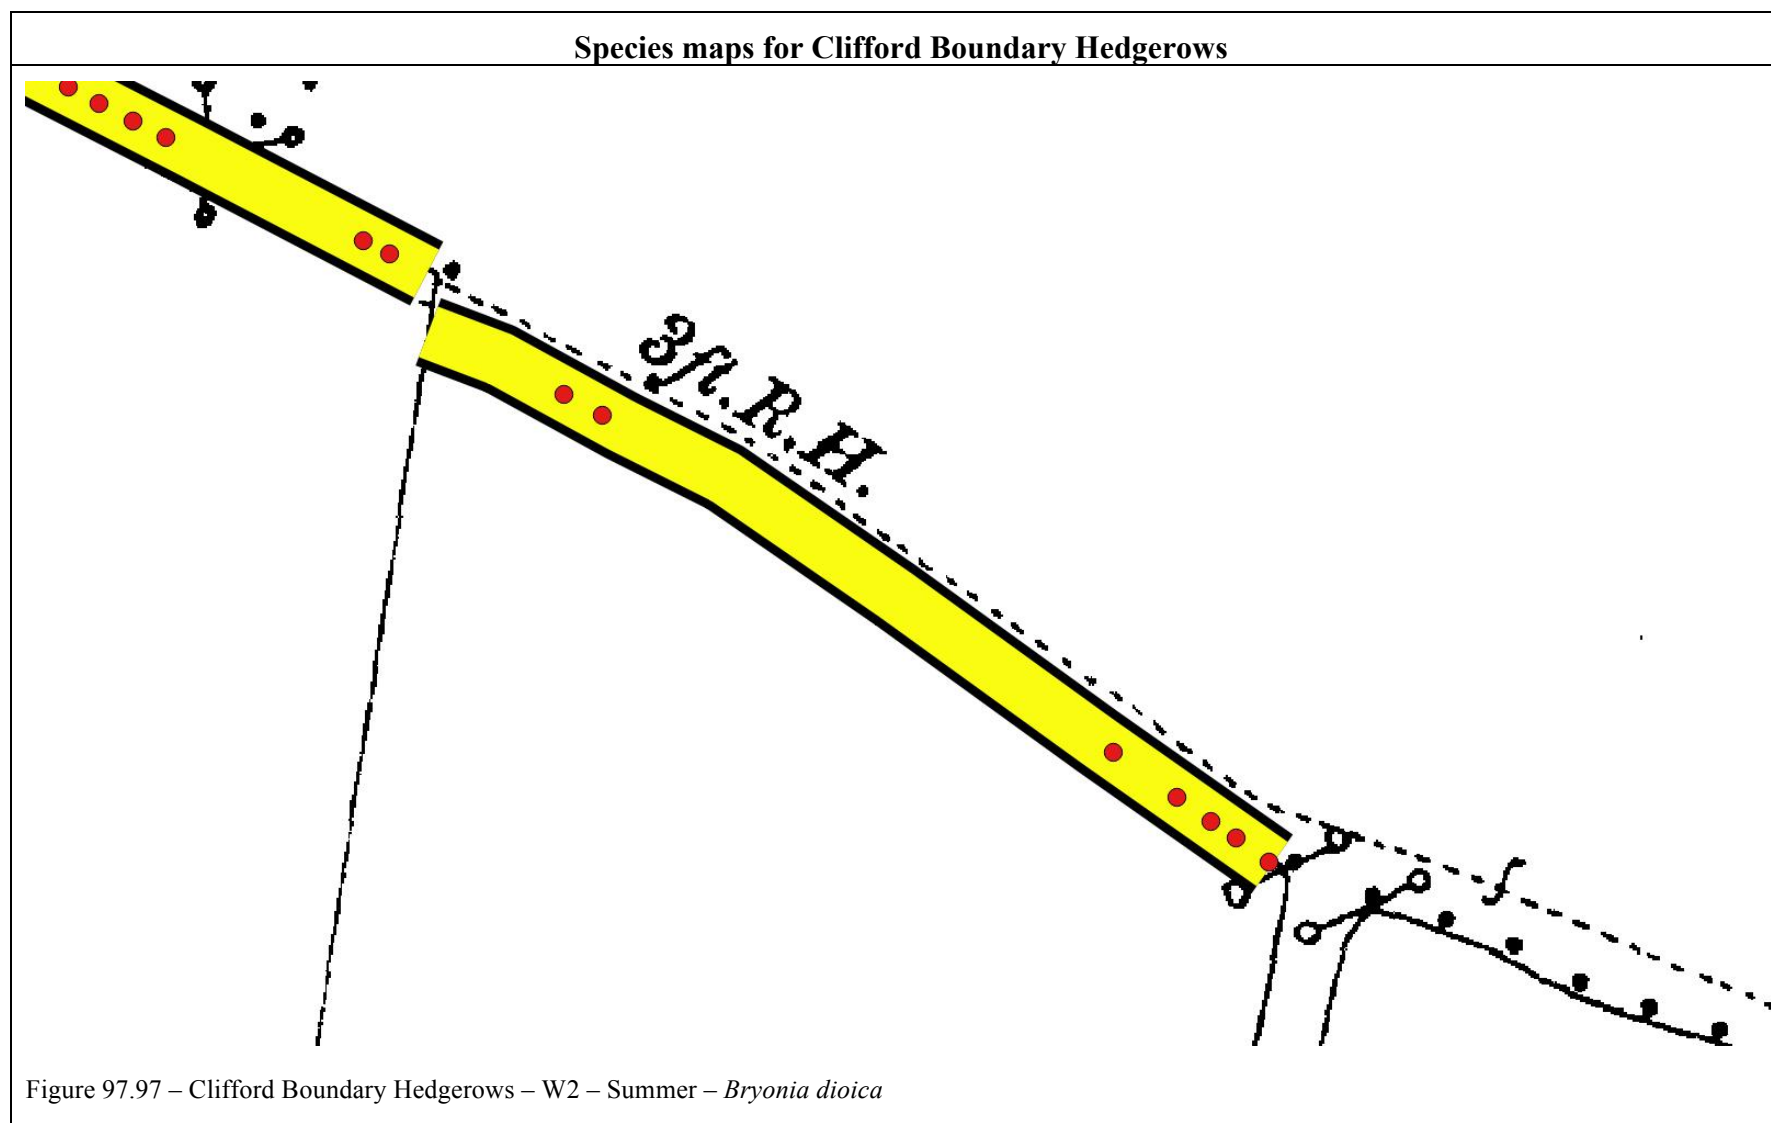 Species maps for Clifford Boundary Hedgerows
3ft. R. H.
Figure 97.97 – Clifford Boundary Hedgerows – W2 – Summer – Bryonia dioica